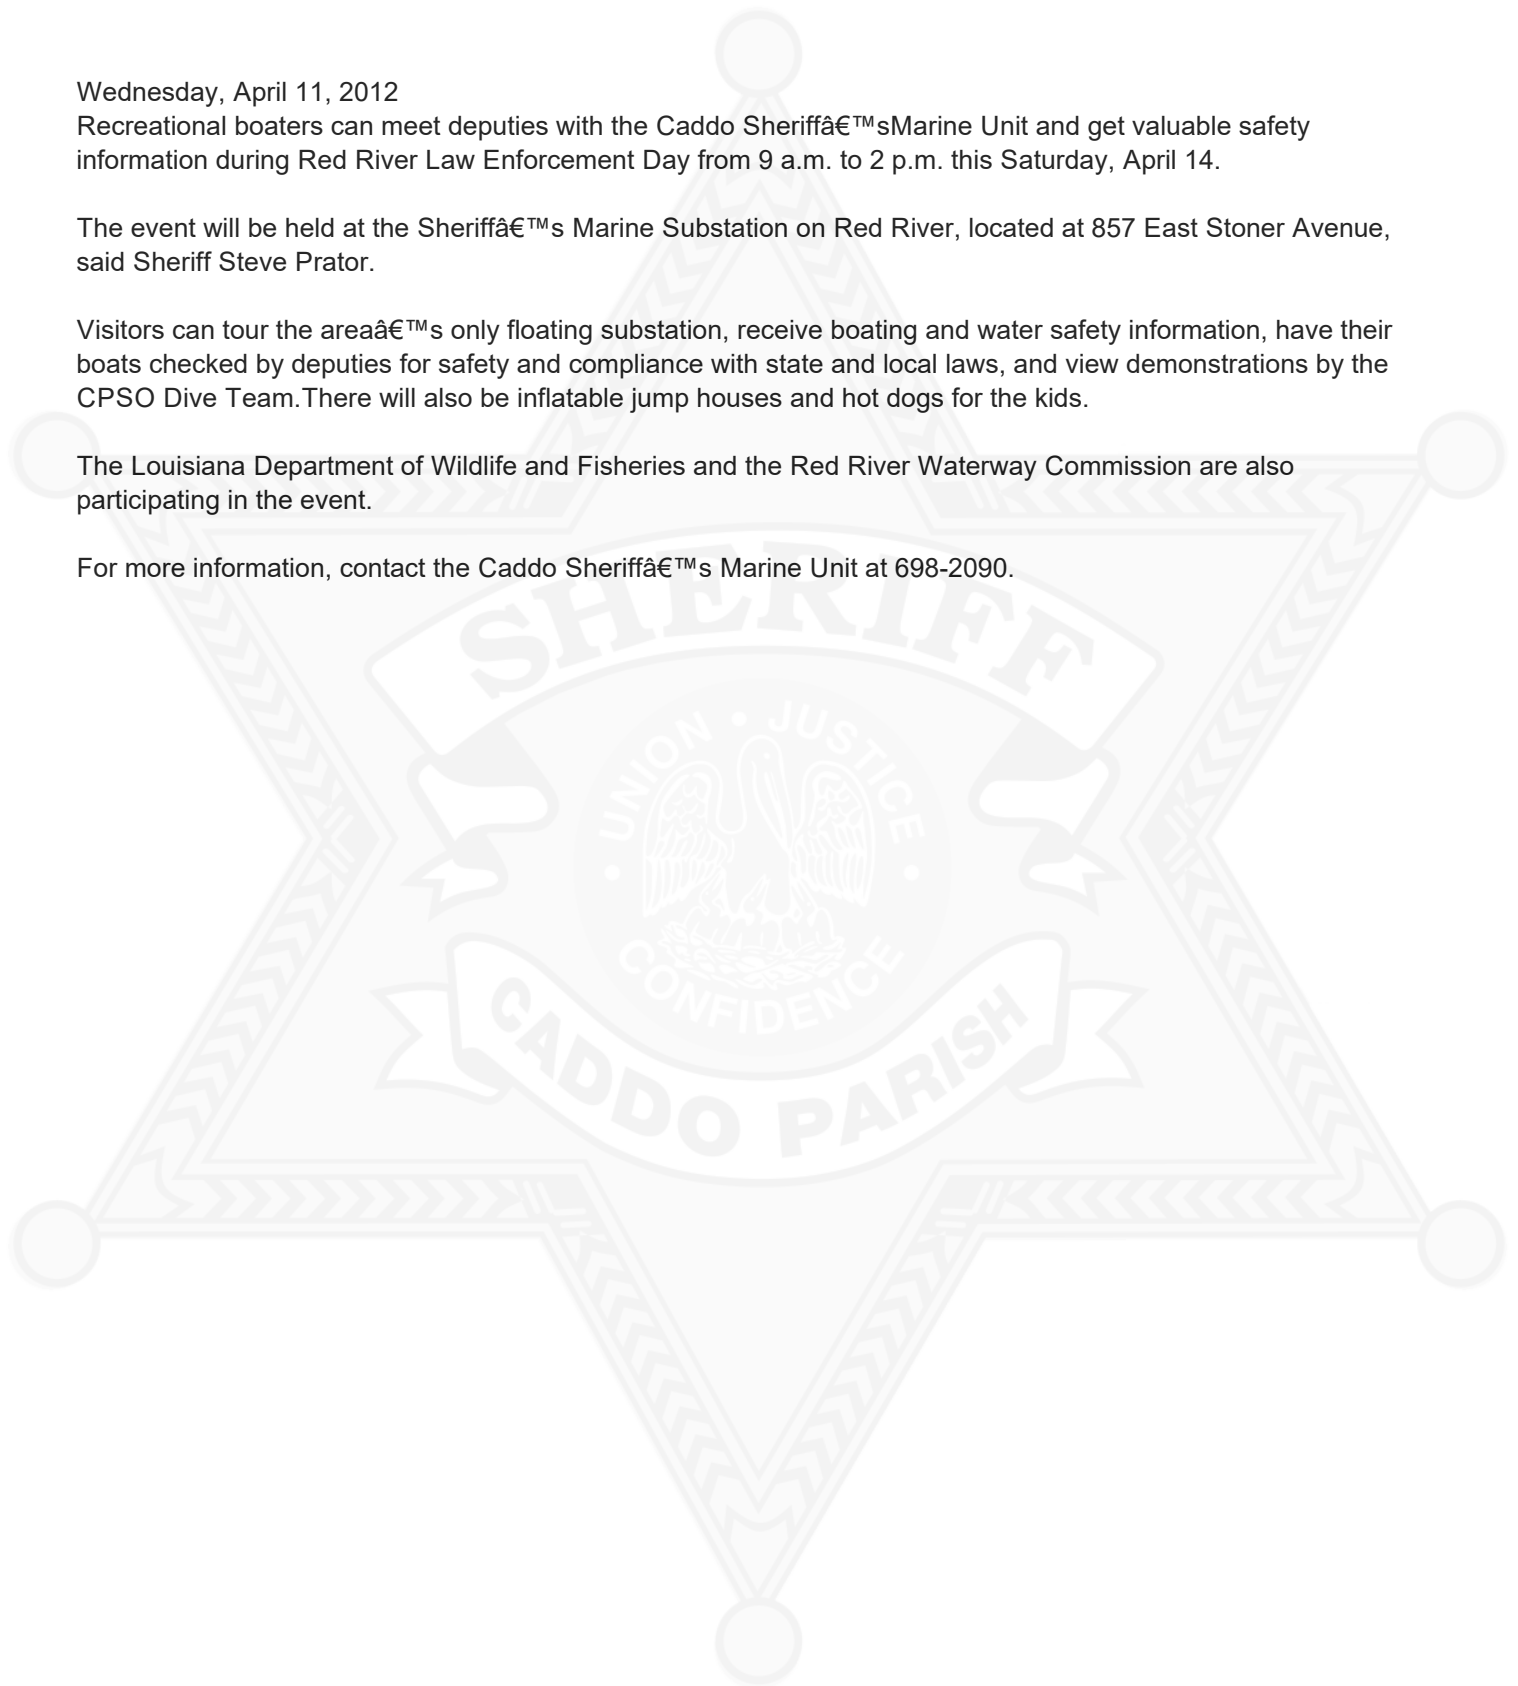 Wednesday, April 11, 2012
Recreational boaters can meet deputies with the Caddo Sheriffâ€™sMarine Unit and get valuable safety
information during Red River Law Enforcement Day from 9 a.m. to 2 p.m. this Saturday, April 14.
The event will be held at the Sheriffâ€™s Marine Substation on Red River, located at 857 East Stoner Avenue,
said Sheriff Steve Prator.
Visitors can tour the areaâ€™s only floating substation, receive boating and water safety information, have their
boats checked by deputies for safety and compliance with state and local laws, and view demonstrations by the
CPSO Dive Team.There will also be inflatable jump houses and hot dogs for the kids.
The Louisiana Department of Wildlife and Fisheries and the Red River Waterway Commission are also
participating in the event.
For more information, contact the Caddo Sheriffâ€™s Marine Unit at 698-2090.
SHERIFF
UNION • JUSTICE
• CONFIDENCE •
CADDO PARISH